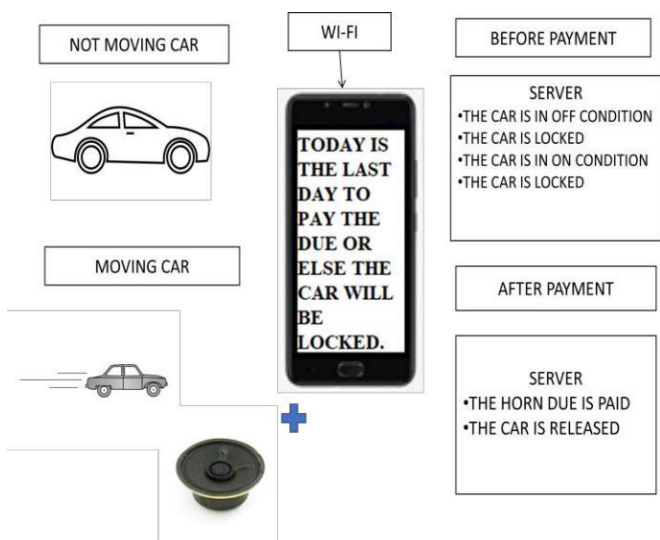 NOT MOVING CAR
WI-FI
BEFORE PAYMENT
SERVER
•THE CAR IS IN OFF CONDITION
•THE CAR IS LOCKED
•THE CAR IS IN ON CONDITION
•THE CAR IS LOCKED
TODAY IS
THE LAST
DAY TO
PAY THE
DUE OR
ELSE THE
CAR WILL
BE
LOCKED.
MOVING CAR
AFTER PAYMENT
SERVER
•THE HORN DUE IS PAID
•THE CAR IS RELEASED